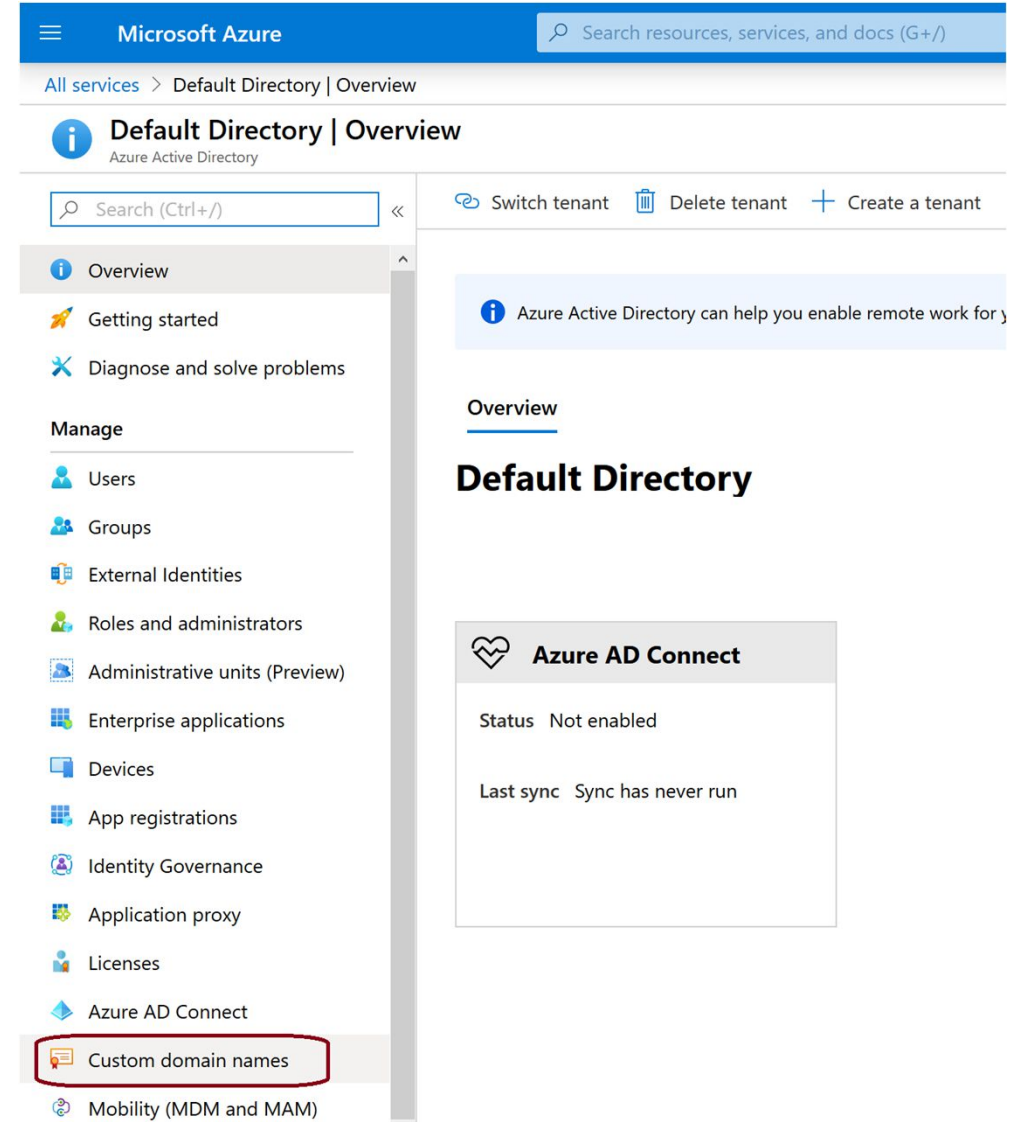 Microsoft Azure
Search resources, services, and docs (G+/)
All services > Default Directory | Overview
Default Directory | Overview
Azure Active Directory
Search (Ctrl+/)
«
Switch tenant
Delete tenant
Create a tenant
Overview
Getting started
Diagnose and solve problems
Manage
Users
Groups
External Identities
Roles and administrators
Administrative units (Preview)
Enterprise applications
Devices
App registrations
Identity Governance
Application proxy
Licenses
Azure AD Connect
Custom domain names
Mobility (MDM and MAM)
Azure Active Directory can help you enable remote work for
Overview
Default Directory
Azure AD Connect
Status Not enabled
Last sync Sync has never run